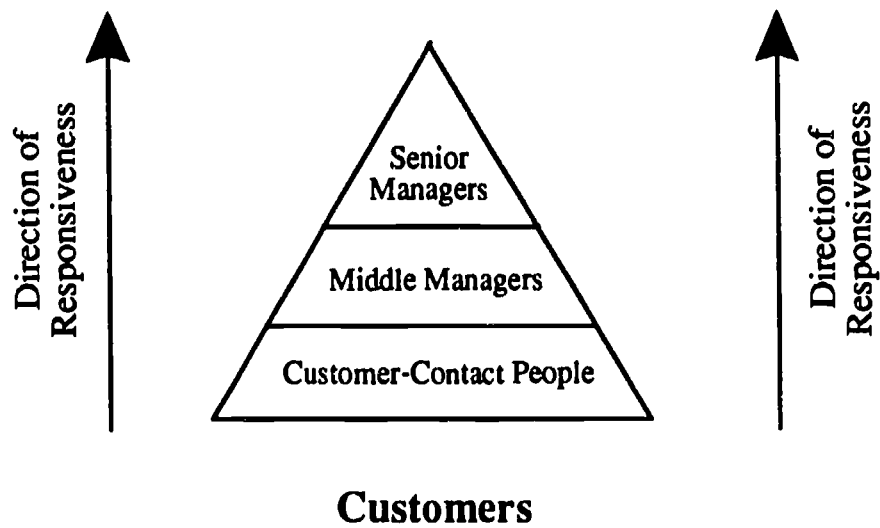 Direction of
Responsiveness
Senior
Managers
Middle Managers
Customer-Contact People
Direction of
Responsiveness
Customers